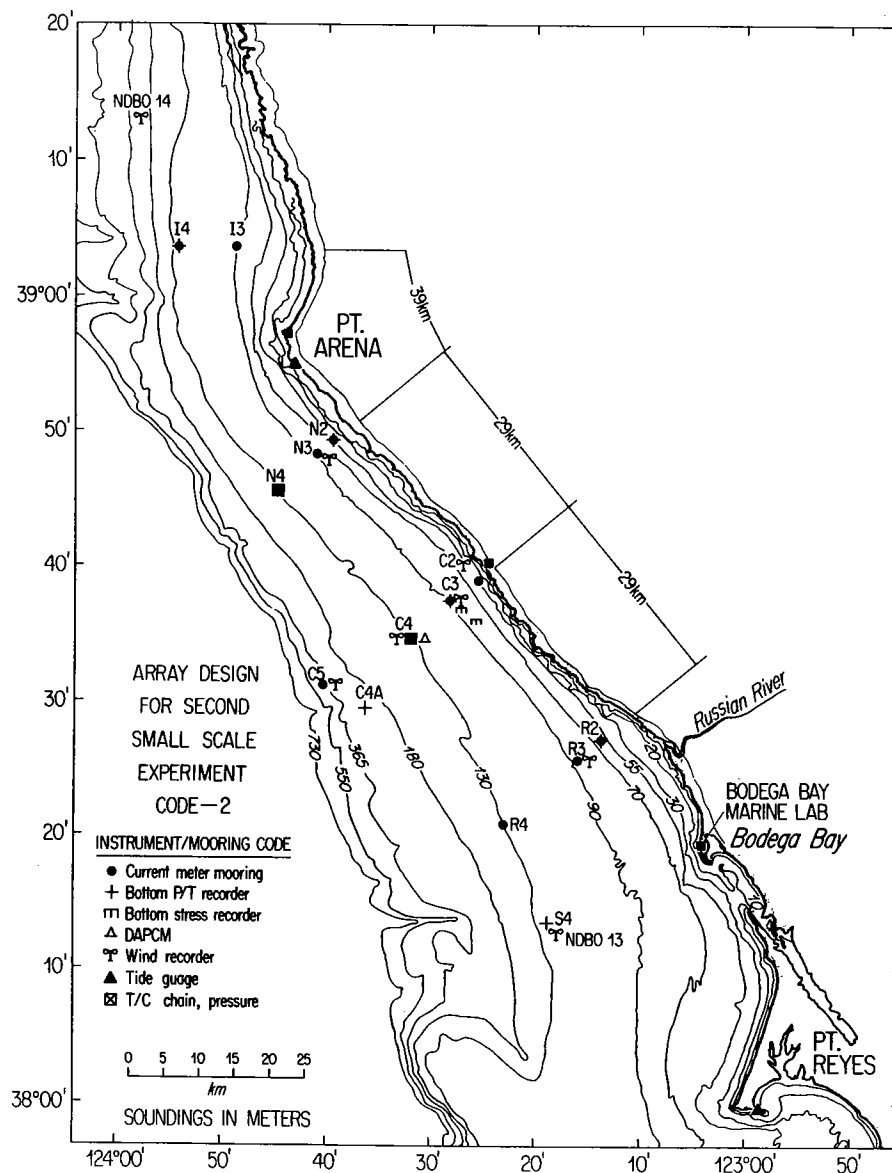 20'
NDBO 14
10'
I4
I3
39°00'
39km
PT.
ARENA
50'
N2
N3
29km
N4
40'
C2
C3
29km
C4
ARRAY DESIGN
FOR SECOND
SMALL SCALE
EXPERIMENT
CODE-2
C5
C4A
30'
Russian River
730
550
365
180
130
R2
R3
20
55
30
70
90
BODEGA BAY
MARINE LAB
Bodega Bay
20'
R4
INSTRUMENT/MOORING CODE
Current meter mooring
Bottom P/T recorder
Bottom stress recorder
DAPCM
Wind recorder
Tide guage
T/C chain, pressure
S4
NDBO 13
10
10'
PT.
REYES
0 5 10 15 20 25
km
38°00'
SOUNDINGS IN METERS
124°00' 50' 40' 30' 20' 10' 123°00' 50'